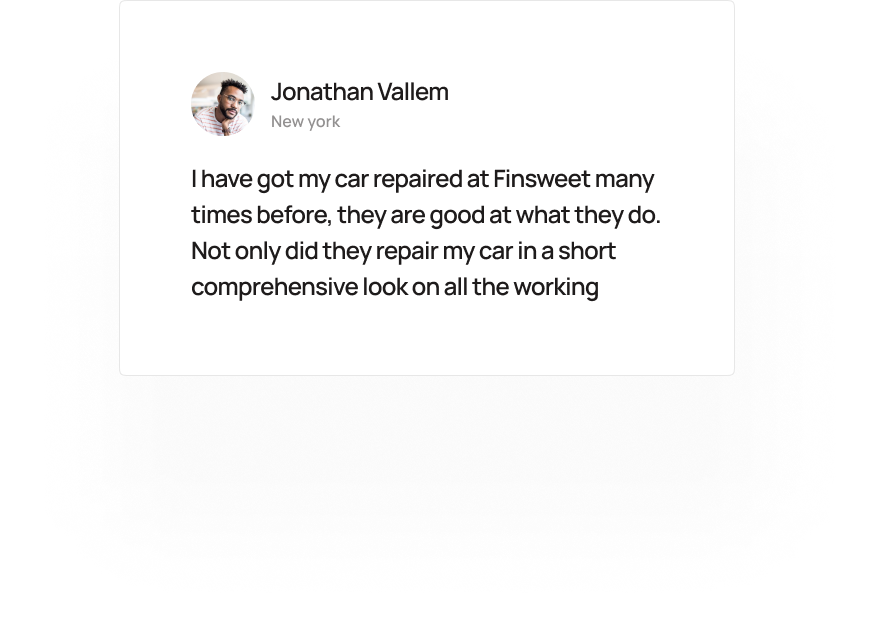 Jonathan Vallem
New york
I have got my car repaired at Finsweet many
times before, they are good at what they do.
Not only did they repair my car in a short
comprehensive look on all the working